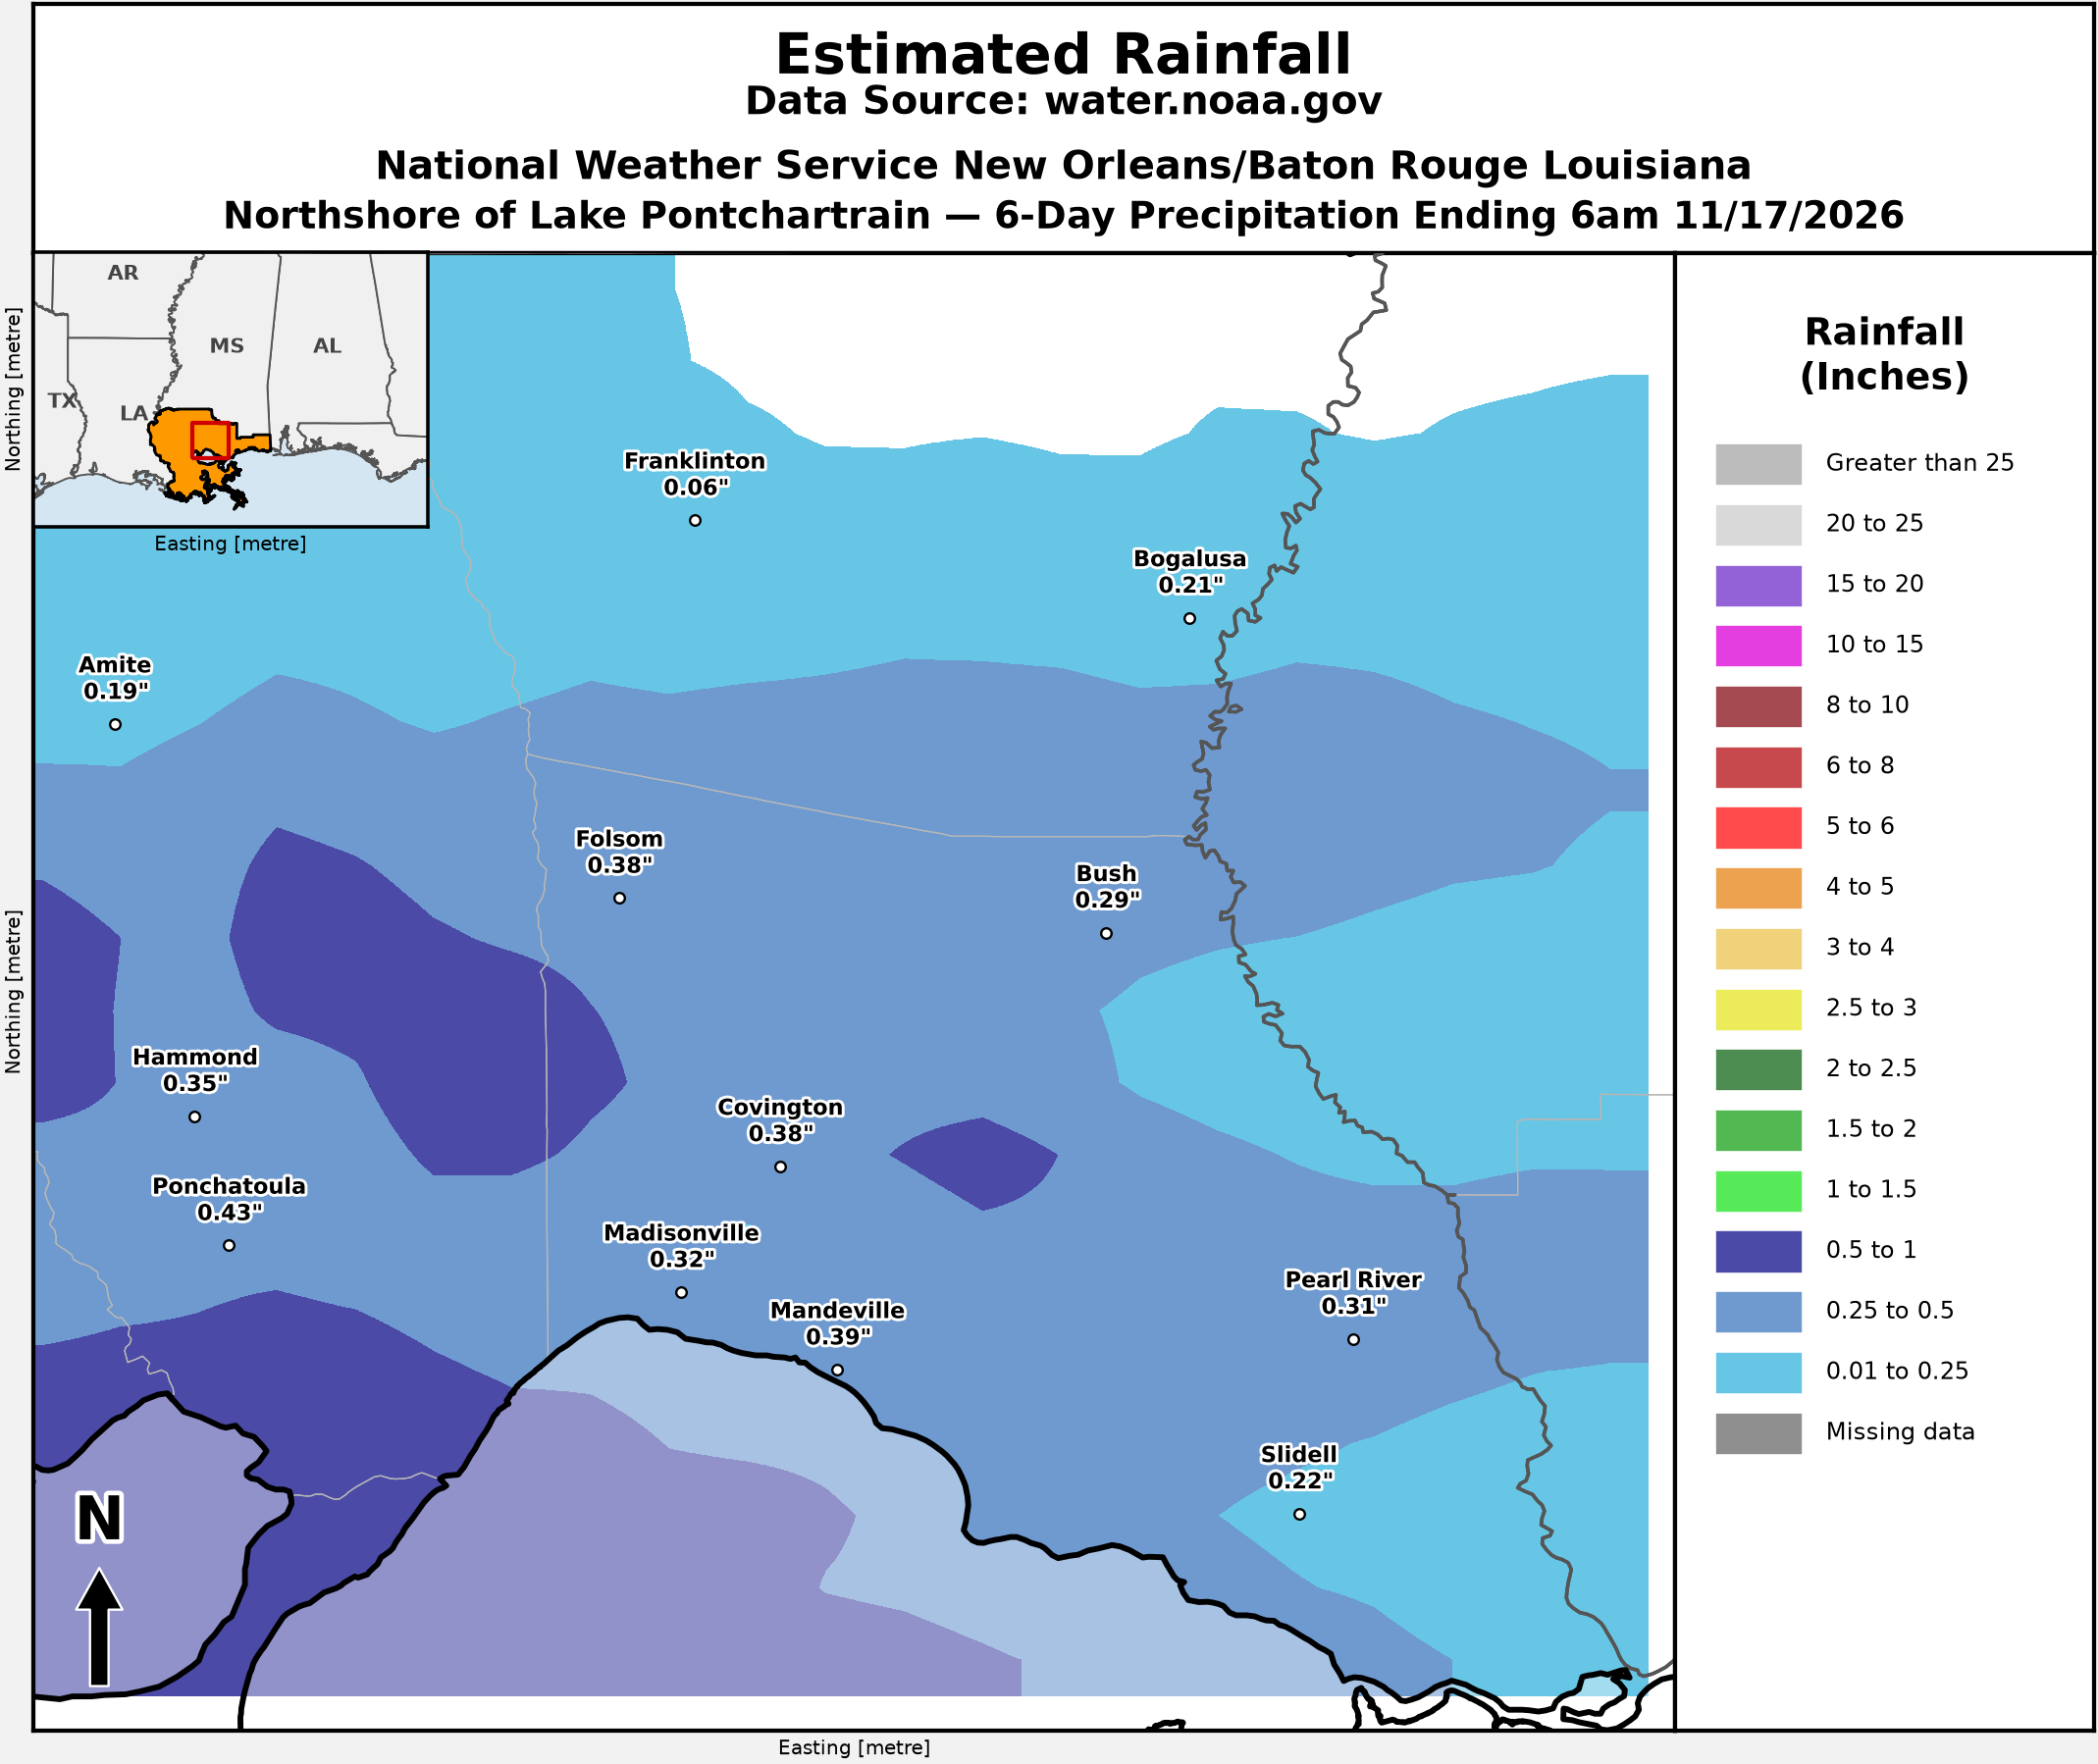 Estimated Rainfall
Data Source: water.noaa.gov
National Weather Service New Orleans/Baton Rouge Louisiana
Northshore of Lake Pontchartrain — 6-Day Precipitation Ending 6am 11/17/2026
Northing [metre]
AR
MS
AL
TX
LA
Easting [metre]
Franklinton
0.06"
Bogalusa
0.21"
Amite
0.19"
Folsom
0.38"
Bush
0.29"
Northing [metre]
Hammond
0.35"
Covington
0.38"
Ponchatoula
0.43"
Madisonville
0.32"
Pearl River
0.31"
Mandeville
0.39"
Slidell
0.22"
N
Easting [metre]
Rainfall
(Inches)
Greater than 25
20 to 25
15 to 20
10 to 15
8 to 10
6 to 8
5 to 6
4 to 5
3 to 4
2.5 to 3
2 to 2.5
1.5 to 2
1 to 1.5
0.5 to 1
0.25 to 0.5
0.01 to 0.25
Missing data